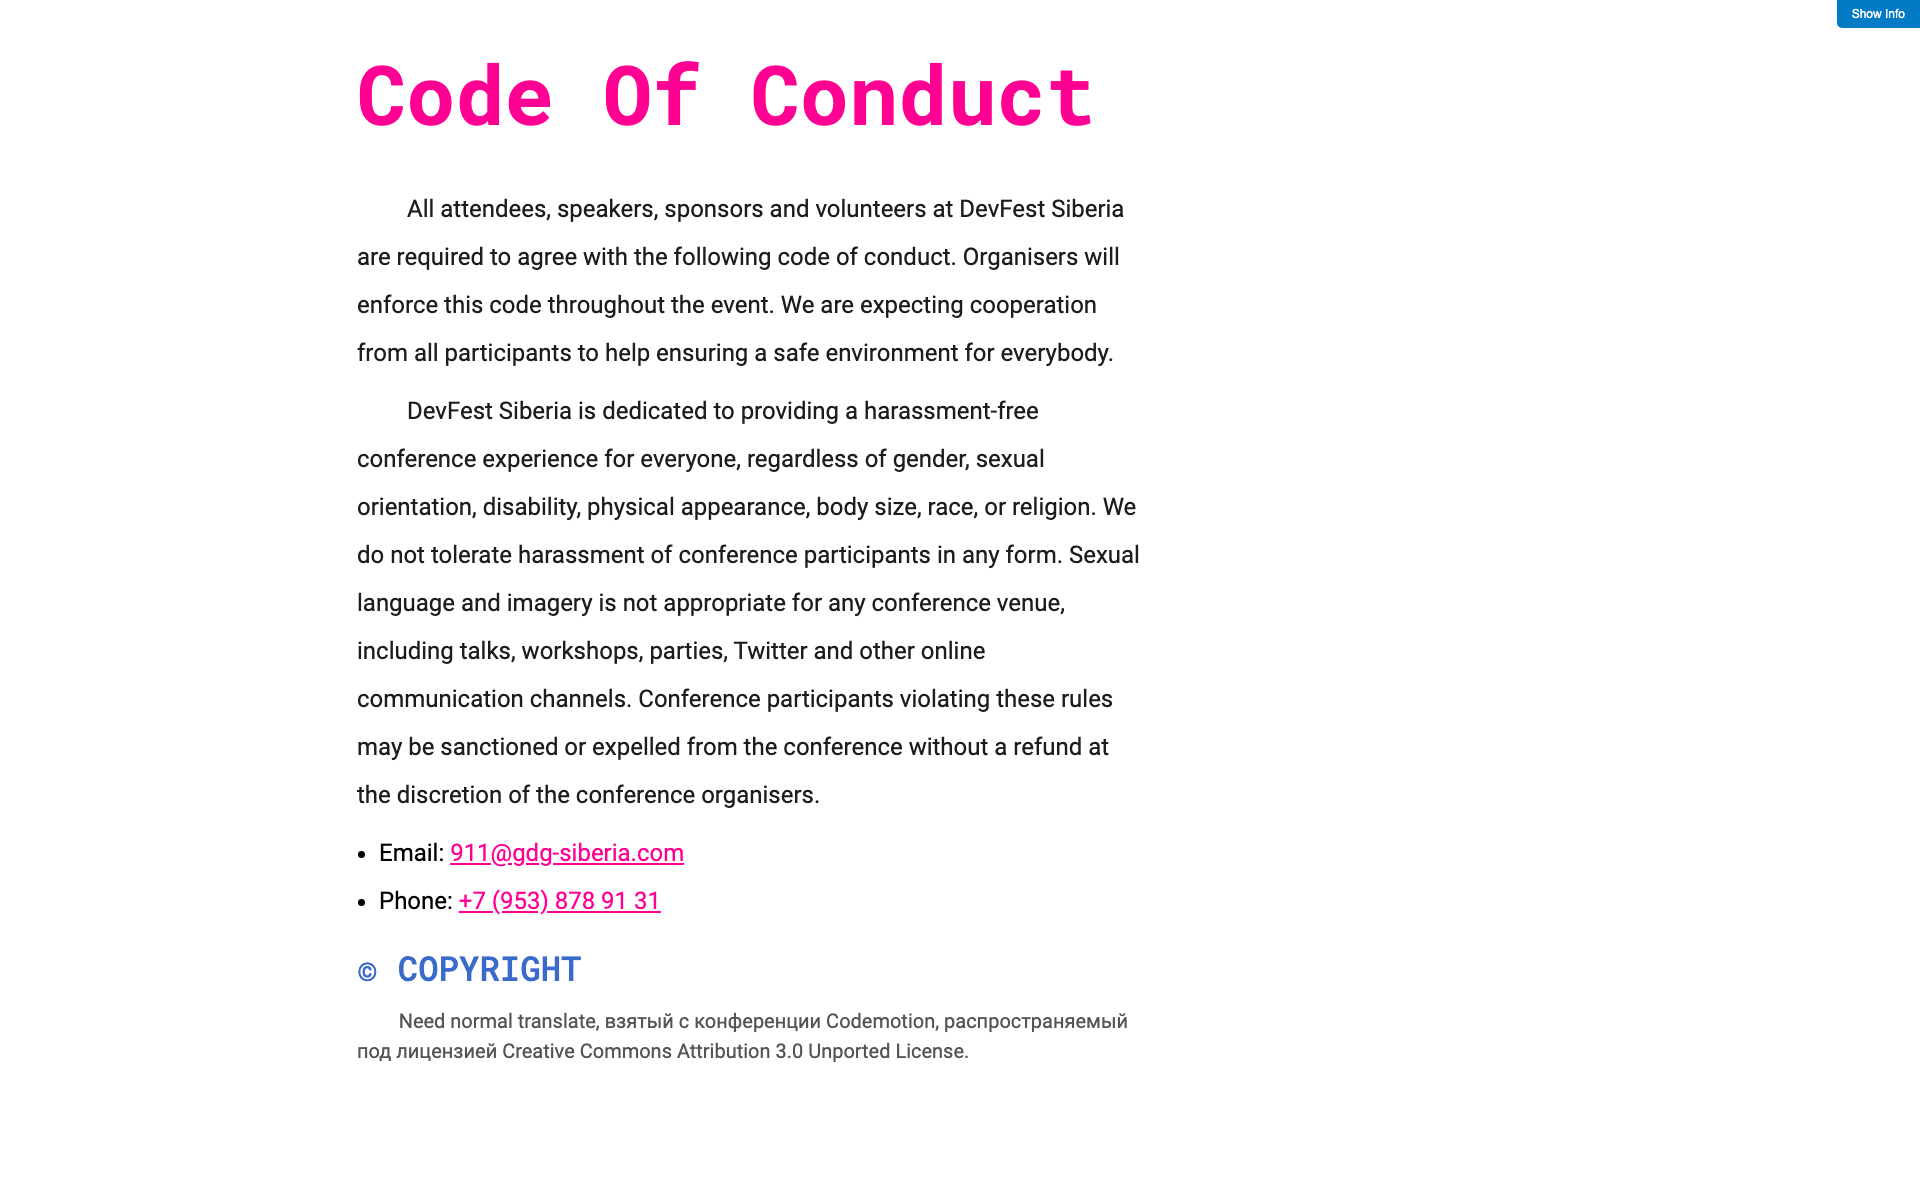 Show Info
Code Of Conduct
All attendees, speakers, sponsors and volunteers at DevFest Siberia
are required to agree with the following code of conduct. Organisers will
enforce this code throughout the event. We are expecting cooperation
from all participants to help ensuring a safe environment for everybody.
DevFest Siberia is dedicated to providing a harassment-free
conference experience for everyone, regardless of gender, sexual
orientation, disability, physical appearance, body size, race, or religion. We
do not tolerate harassment of conference participants in any form. Sexual
language and imagery is not appropriate for any conference venue,
including talks, workshops, parties, Twitter and other online
communication channels. Conference participants violating these rules
may be sanctioned or expelled from the conference without a refund at
the discretion of the conference organisers.
• Email: 911@gdg-siberia.com
• Phone: +7 (953) 878 91 31
© COPYRIGHT
Need normal translate, взятый с конференции Codemotion, распространяемый
под лицензией Creative Commons Attribution 3.0 Unported License.